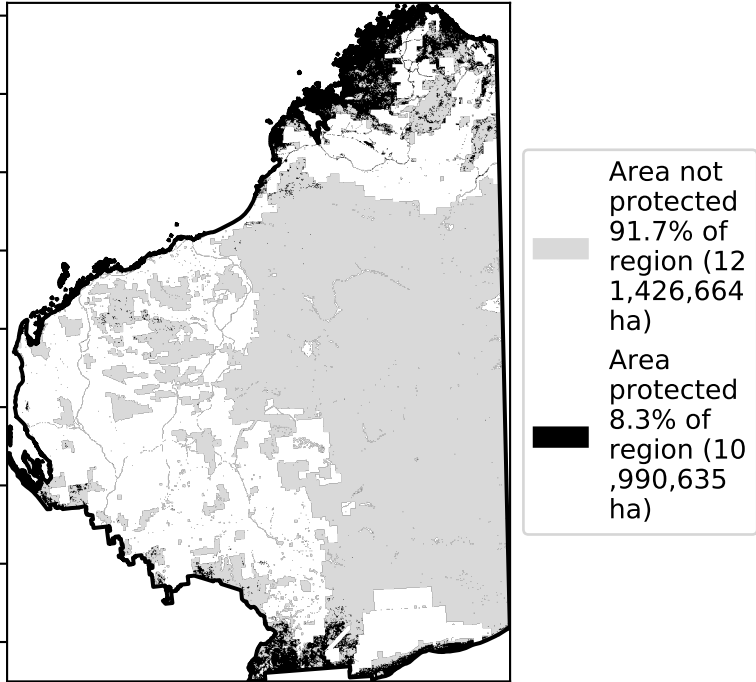 Area not
protected
91.7% of
region (12
1,426,664
ha)
Area
protected
8.3% of
region (10
,990,635
ha)